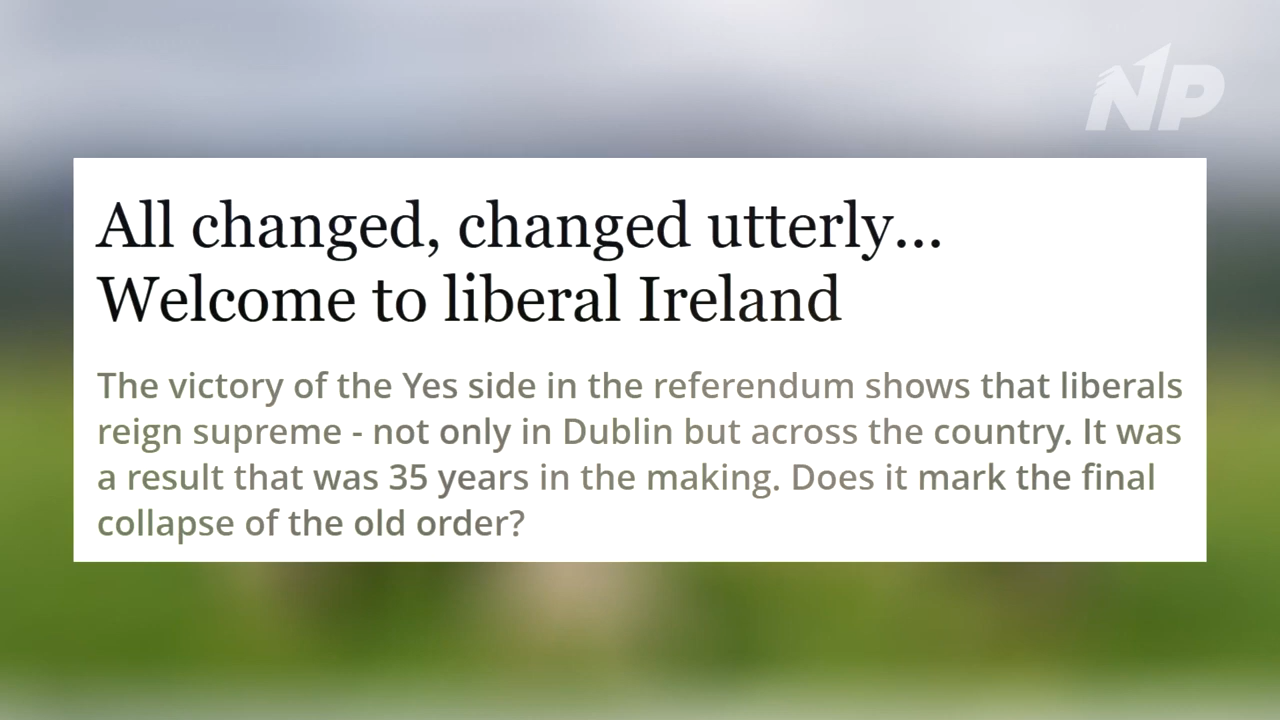 NP
All changed, changed utterly...
Welcome to liberal Ireland
The victory of the Yes side in the referendum shows that liberals
reign supreme - not only in Dublin but across the country. It was
a result that was 35 years in the making. Does it mark the final
collapse of the old order?